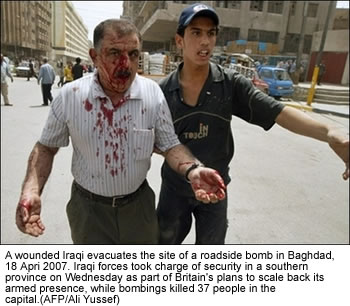 IN
A wounded Iraqi evacuates the site of a roadside bomb in Baghdad,
18 Apri 2007. Iraqi forces took charge of security in a southern
province on Wednesday as part of Britain's plans to scale back its
armed presence, while bombings killed 37 people in the
capital.(AFP/Ali Yussef)